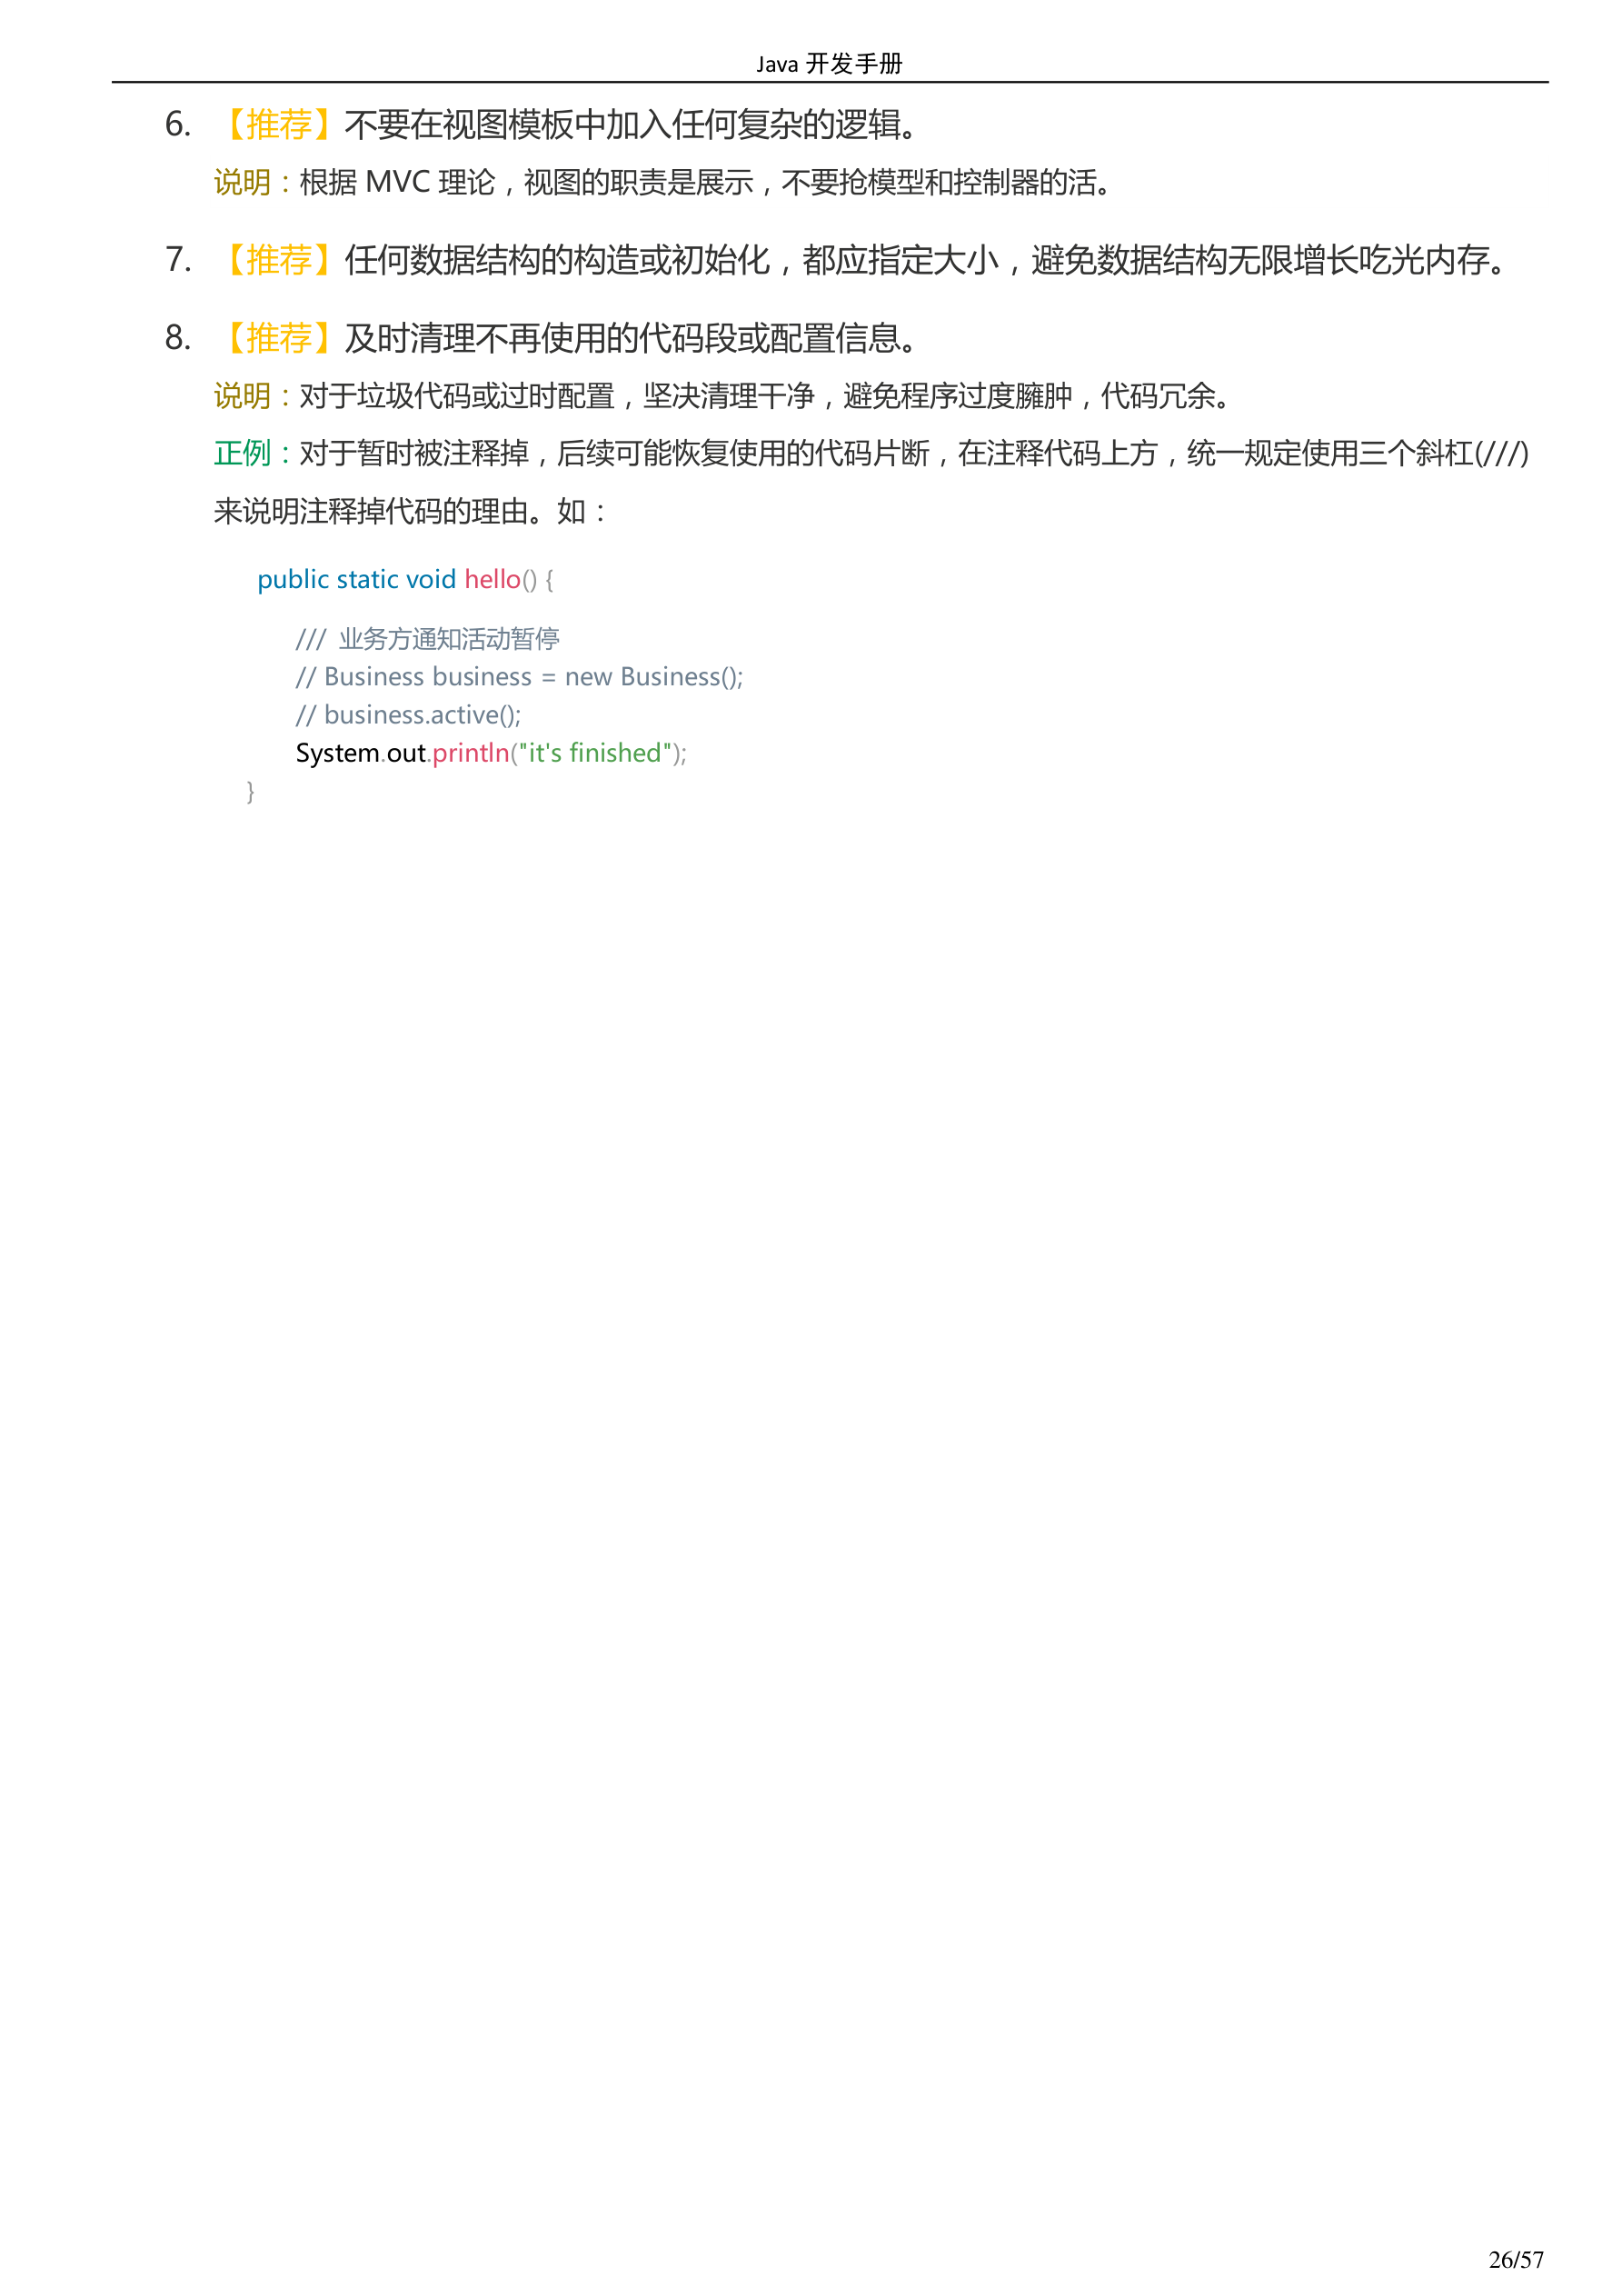 Java 开发手册
6. 【推荐】不要在视图模板中加入任何复杂的逻辑。
说明：根据 MVC 理论，视图的职责是展示，不要抢模型和控制器的活。
7. 【推荐】任何数据结构的构造或初始化，都应指定大小，避免数据结构无限增长吃光内存。
8. 【推荐】及时清理不再使用的代码段或配置信息。
说明：对于垃圾代码或过时配置，坚决清理干净，避免程序过度臃肿，代码冗余。
正例：对于暂时被注释掉，后续可能恢复使用的代码片断，在注释代码上方，统一规定使用三个斜杠(///)
来说明注释掉代码的理由。如：
public static void hello() {
/// 业务方通知活动暂停
// Business business = new Business();
// business.active();
System.out.println("it's finished");
}
26/57